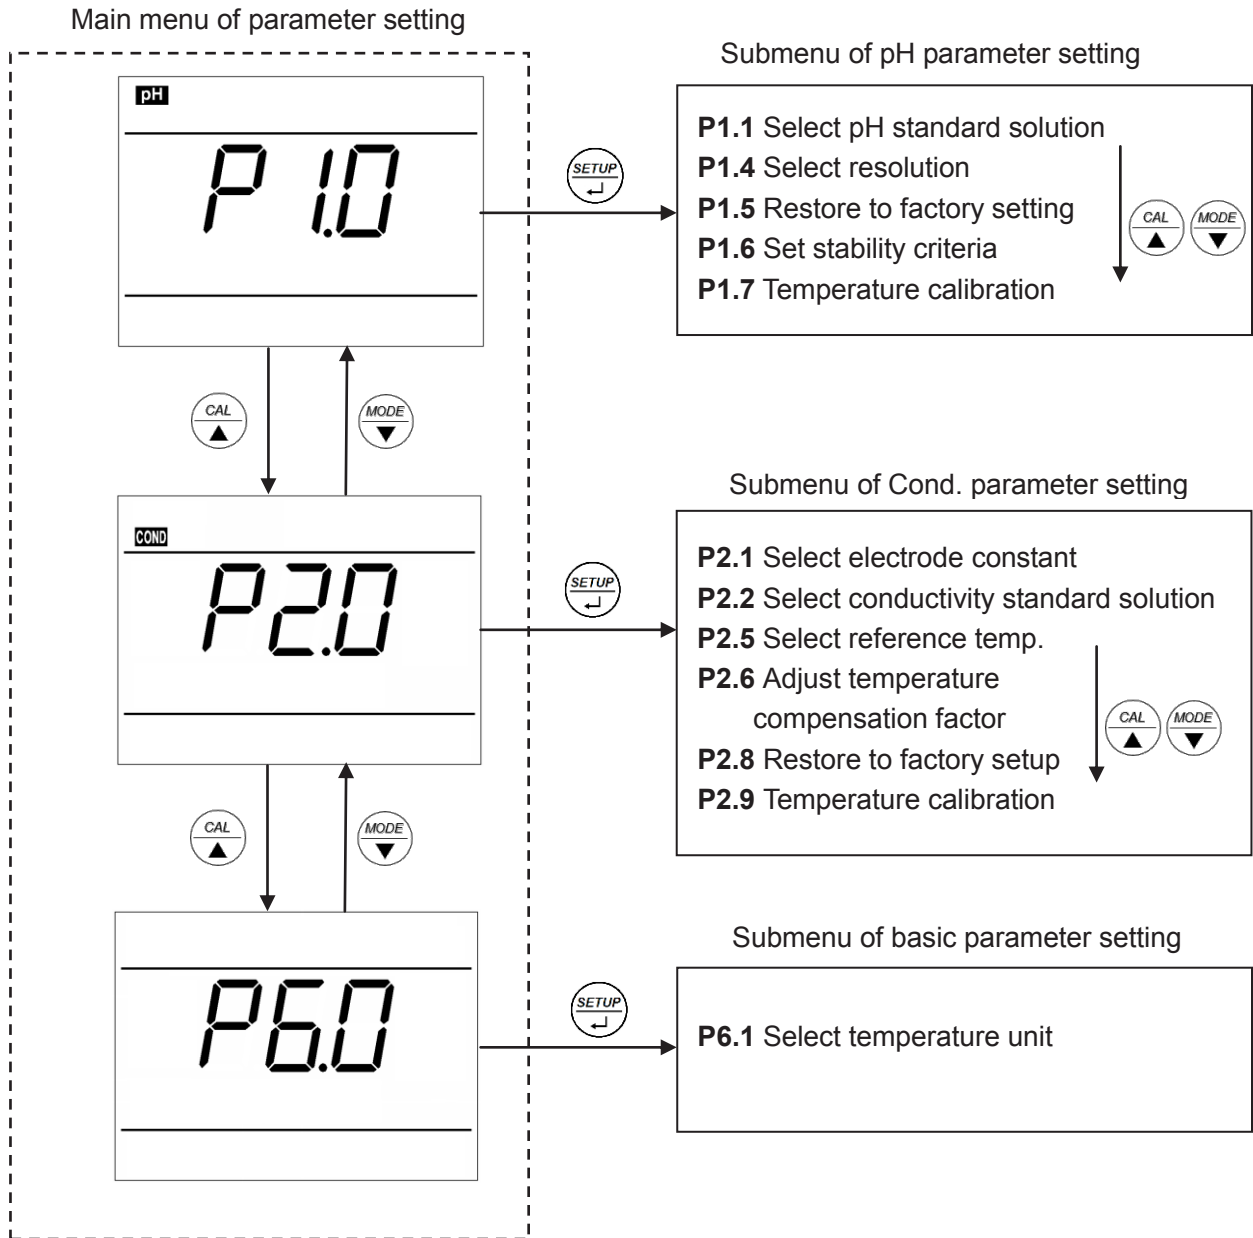 Main menu of parameter setting
pH
P1.0
CAL
MODE
COND
P2.0
CAL
MODE
P6.0
SETUP
Submenu of pH parameter setting
P1.1 Select pH standard solution
P1.4 Select resolution
P1.5 Restore to factory setting
P1.6 Set stability criteria
P1.7 Temperature calibration
CAL
MODE
SETUP
Submenu of Cond. parameter setting
P2.1 Select electrode constant
P2.2 Select conductivity standard solution
P2.5 Select reference temp.
P2.6 Adjust temperature
compensation factor
P2.8 Restore to factory setup
P2.9 Temperature calibration
CAL
MODE
SETUP
Submenu of basic parameter setting
P6.1 Select temperature unit